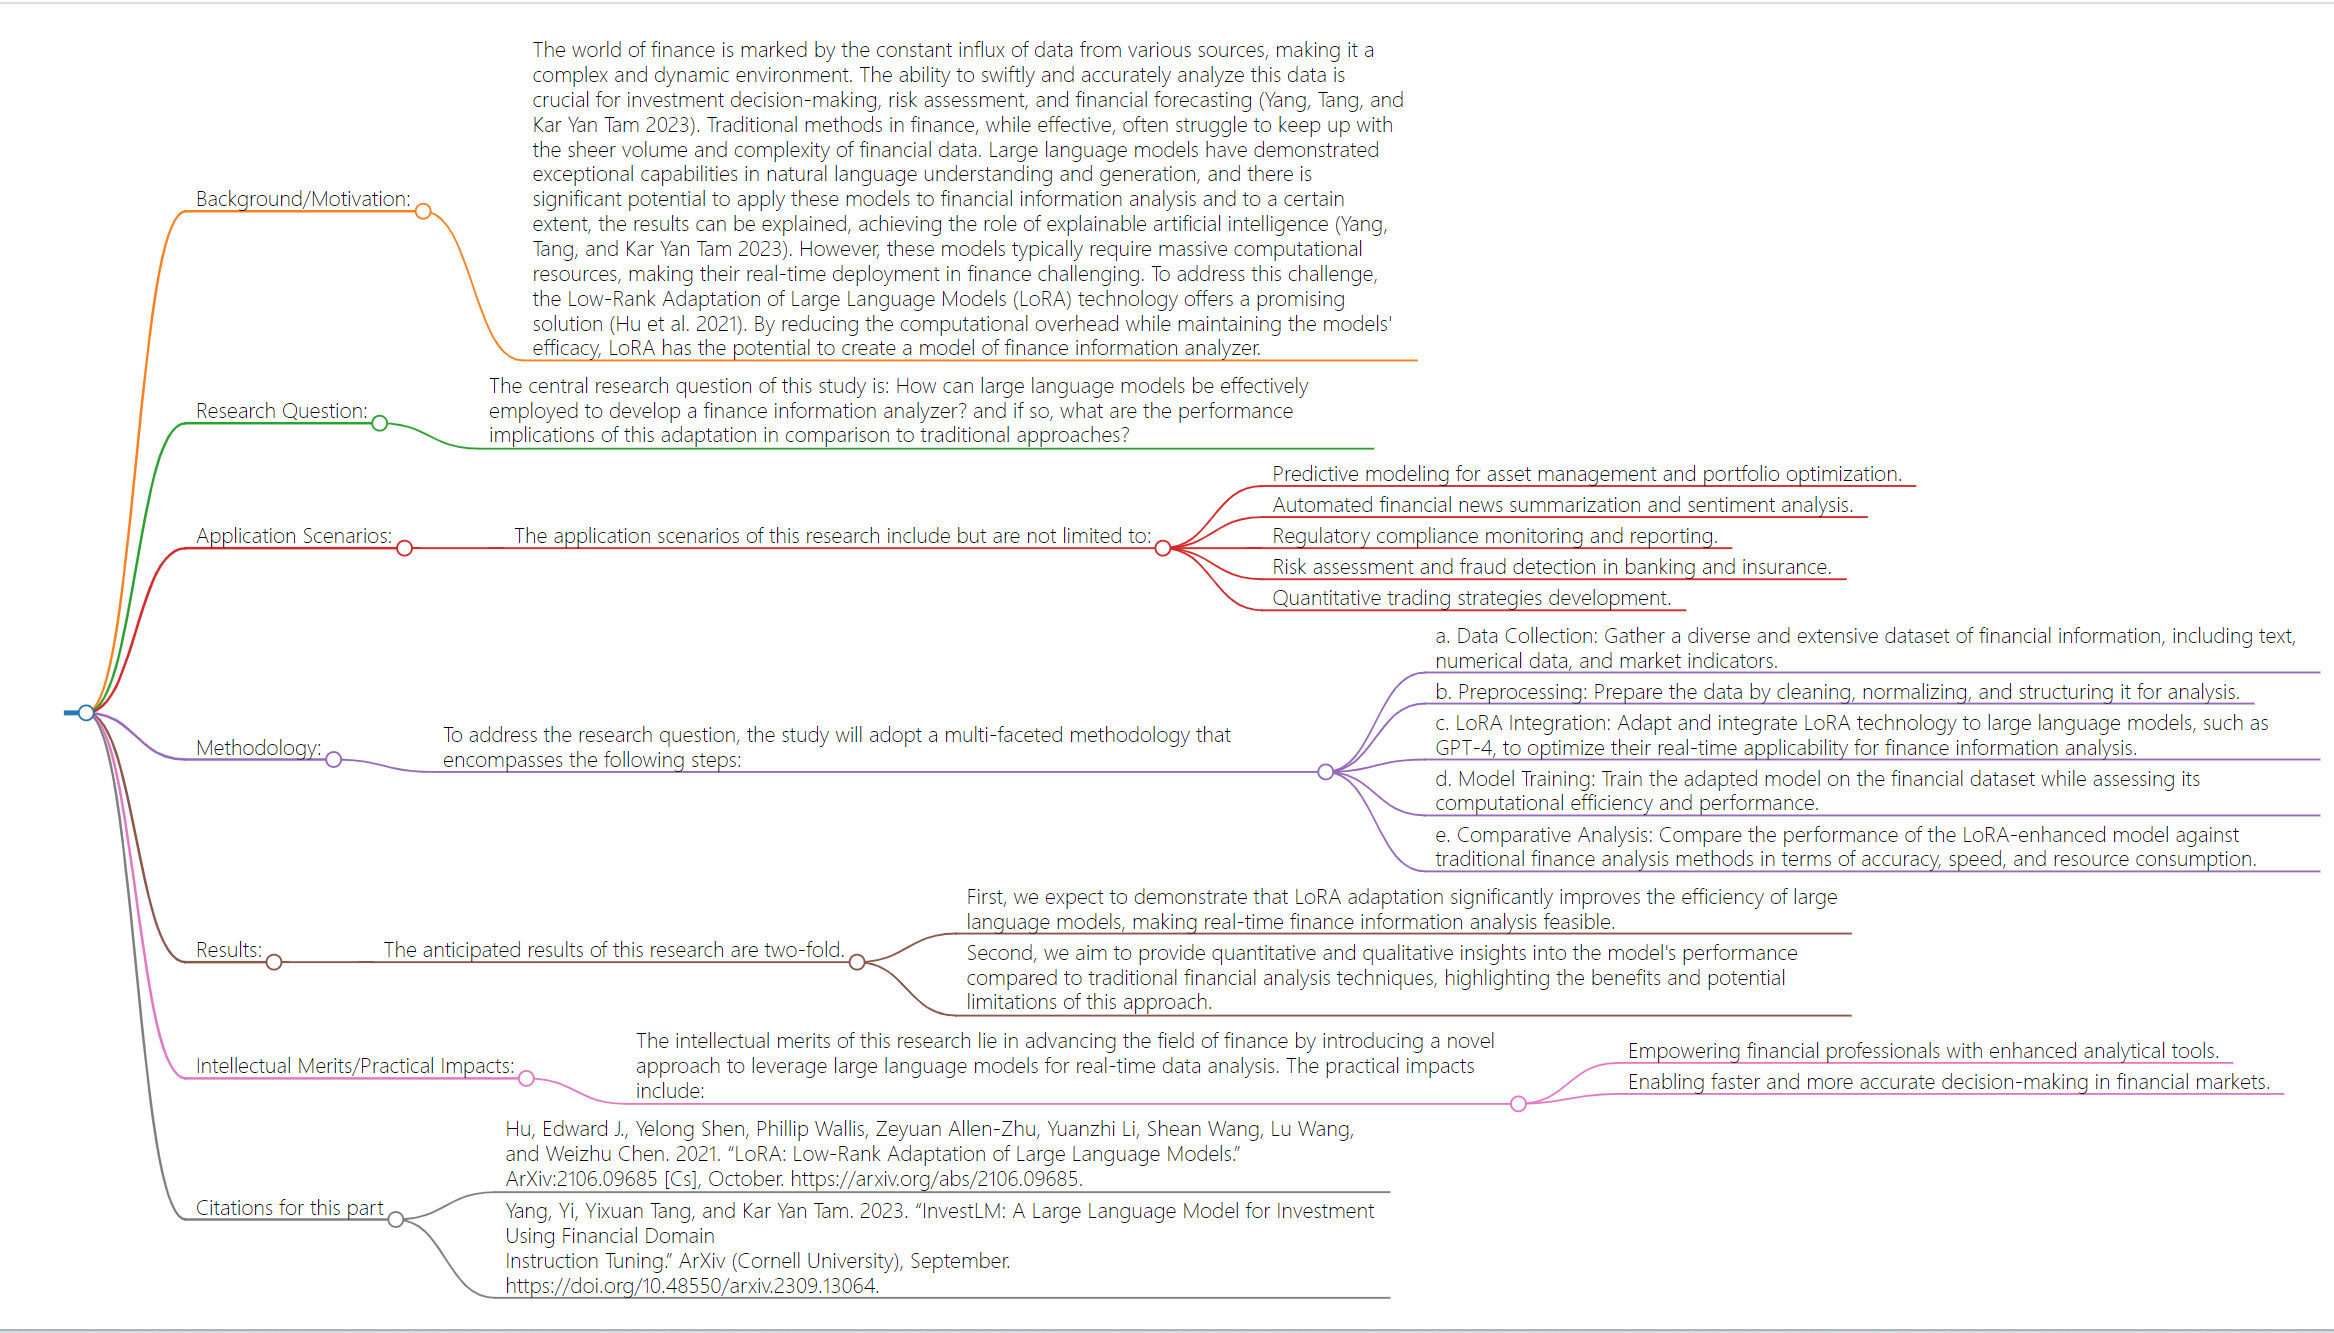 The world of finance is marked by the constant influx of data from various sources, making it a
complex and dynamic environment. The ability to swiftly and accurately analyze this data is
crucial for investment decision-making, risk assessment, and financial forecasting (Yang, Tang, and
Kar Yan Tam 2023). Traditional methods in finance, while effective, often struggle to keep up with
the sheer volume and complexity of financial data. Large language models have demonstrated
exceptional capabilities in natural language understanding and generation, and there is
significant potential to apply these models to financial information analysis and to a certain
extent, the results can be explained, achieving the role of explainable artificial intelligence (Yang,
Tang, and Kar Yan Tam 2023). However, these models typically require massive computational
resources, making their real-time deployment in finance challenging. To address this challenge,
the Low-Rank Adaptation of Large Language Models (LoRA) technology offers a promising
solution (Hu et al. 2021). By reducing the computational overhead while maintaining the models'
efficacy, LoRA has the potential to create a model of finance information analyzer.
Background/Motivation:
The central research question of this study is: How can large language models be effectively
employed to develop a finance information analyzer? and if so, what are the performance
implications of this adaptation in comparison to traditional approaches?
Research Question:
Application Scenarios:
The application scenarios of this research include but are not limited to:
Predictive modeling for asset management and portfolio optimization.
Automated financial news summarization and sentiment analysis.
Regulatory compliance monitoring and reporting.
Risk assessment and fraud detection in banking and insurance.
Quantitative trading strategies development.
Methodology:
To address the research question, the study will adopt a multi-faceted methodology that
encompasses the following steps:
a. Data Collection: Gather a diverse and extensive dataset of financial information, including text,
numerical data, and market indicators.
b. Preprocessing: Prepare the data by cleaning, normalizing, and structuring it for analysis.
c. LoRA Integration: Adapt and integrate LoRA technology to large language models, such as
GPT-4, to optimize their real-time applicability for finance information analysis.
d. Model Training: Train the adapted model on the financial dataset while assessing its
computational efficiency and performance.
e. Comparative Analysis: Compare the performance of the LoRA-enhanced model against
traditional finance analysis methods in terms of accuracy, speed, and resource consumption.
Results:
The anticipated results of this research are two-fold.
First, we expect to demonstrate that LoRA adaptation significantly improves the efficiency of large
language models, making real-time finance information analysis feasible.
Second, we aim to provide quantitative and qualitative insights into the model's performance
compared to traditional financial analysis techniques, highlighting the benefits and potential
limitations of this approach.
Intellectual Merits/Practical Impacts:
The intellectual merits of this research lie in advancing the field of finance by introducing a novel
approach to leverage large language models for real-time data analysis. The practical impacts
include:
Empowering financial professionals with enhanced analytical tools.
Enabling faster and more accurate decision-making in financial markets.
Citations for this part
Hu, Edward J., Yelong Shen, Phillip Wallis, Zeyuan Allen-Zhu, Yuanzhi Li, Shean Wang, Lu Wang,
and Weizhu Chen. 2021. “LoRA: Low-Rank Adaptation of Large Language Models.”
ArXiv:2106.09685 [Cs], October. https://arxiv.org/abs/2106.09685.
Yang, Yi, Yixuan Tang, and Kar Yan Tam. 2023. “InvestLM: A Large Language Model for Investment
Using Financial Domain
Instruction Tuning.” ArXiv (Cornell University), September.
https://doi.org/10.48550/arxiv.2309.13064.